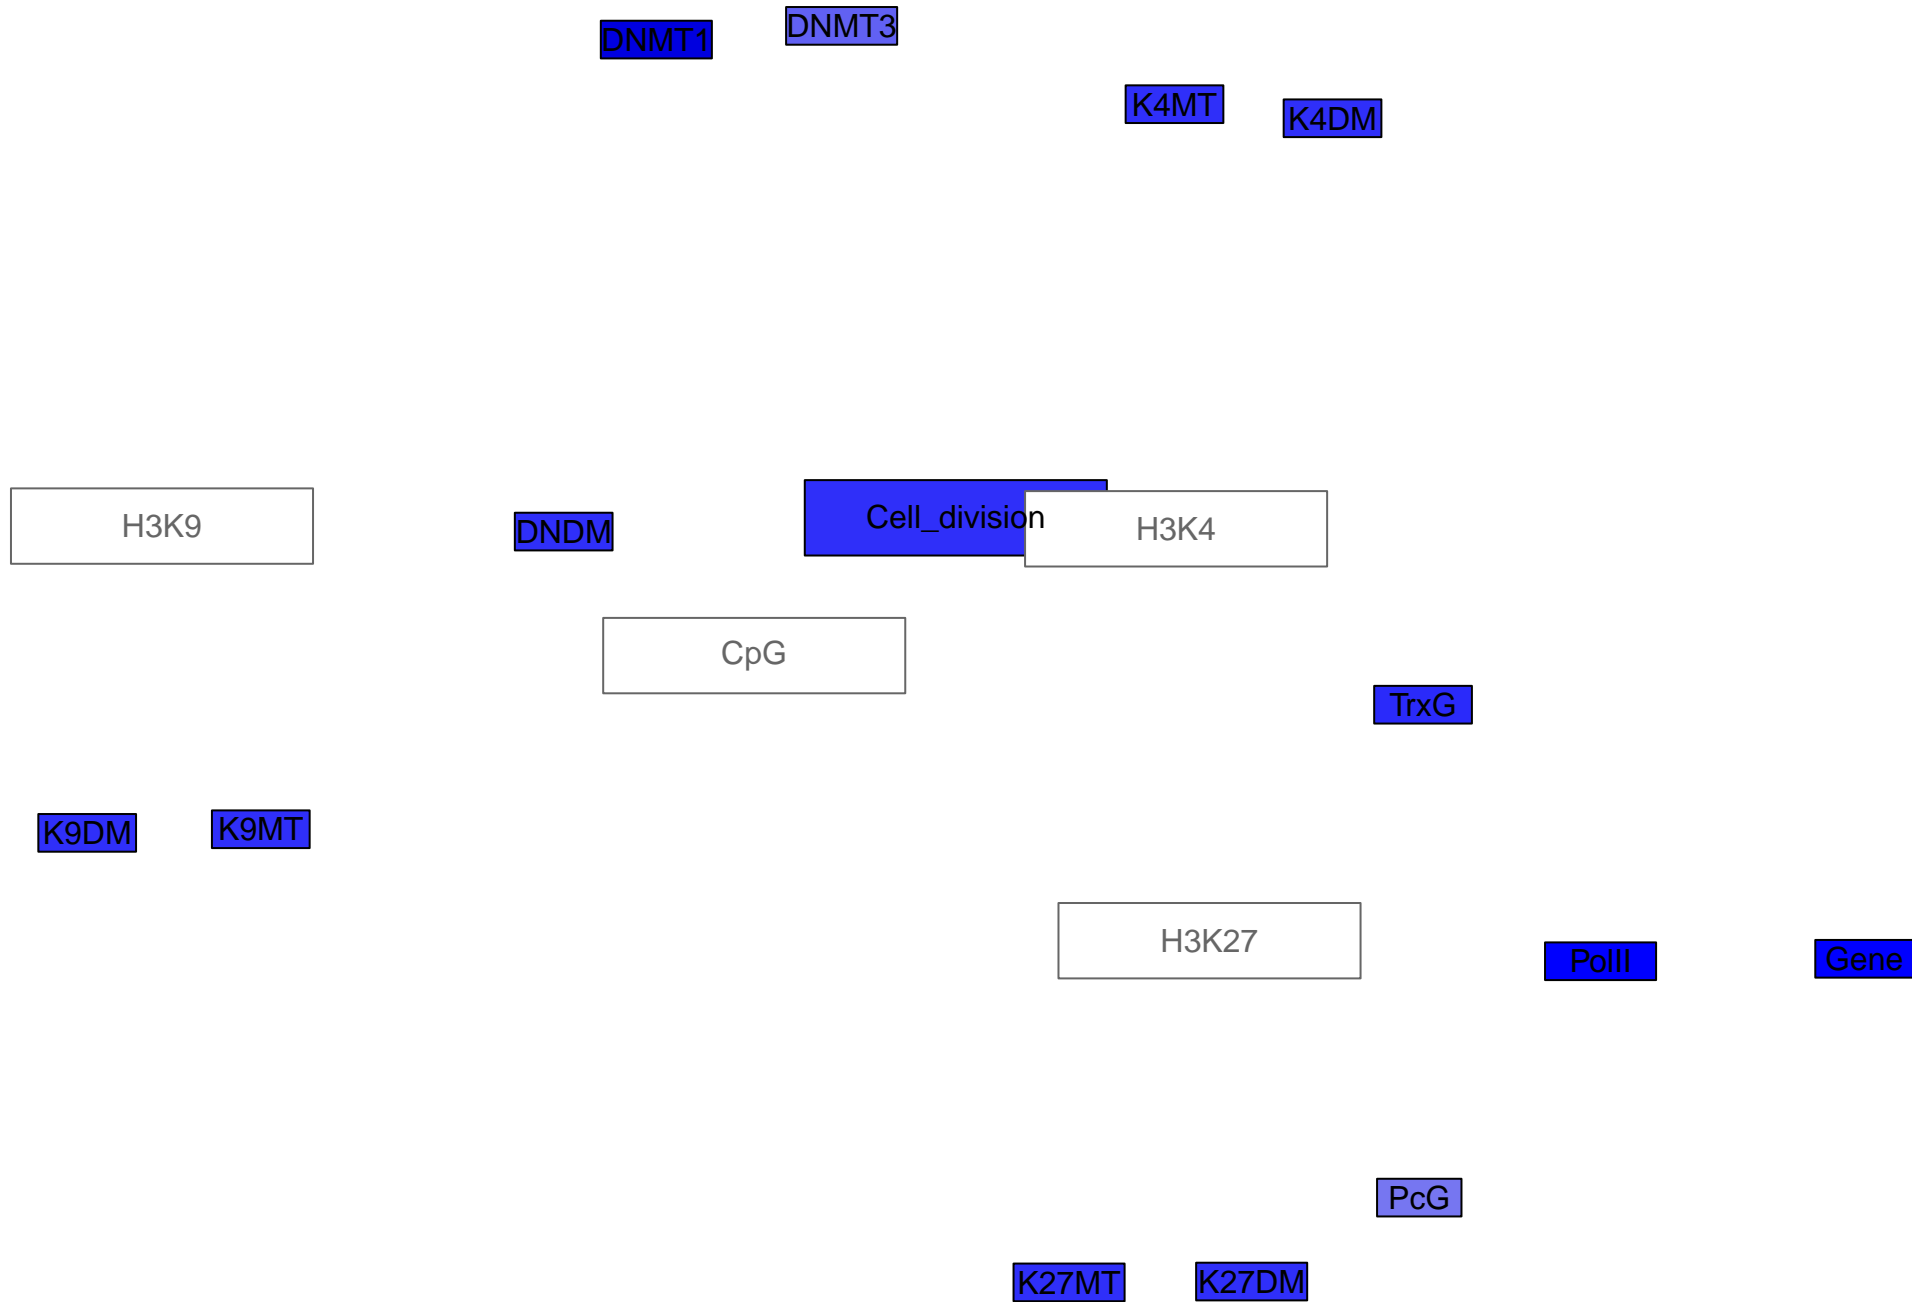 DNMT1
DNMT3
K4MT
K4DM
H3K9
DNDM
Cell_division
H3K4
CpG
TrxG
K9DM
K9MT
H3K27
PolII
Gene
PcG
K27MT
K27DM